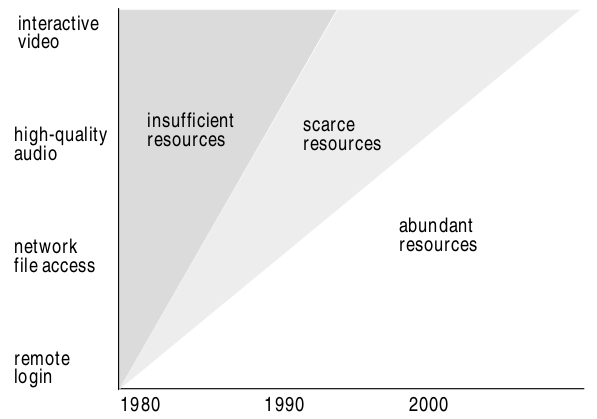 interactive
video
insufficient
resources
scarce
resources
high-quality
audio
abundant
resources
network
file access
remote
login
1980
1990
2000